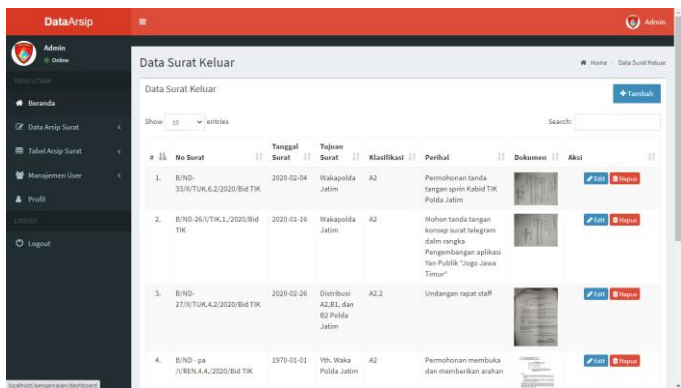 DataArsip
Admin
Admin
Online
MENU UTAMA
Beranda
Data Arsip Surat
Tabel Arsip Surat
Manajemen User
Profil
LOGOUT
Logout
Data Surat Keluar
Home
Data Surat Keluar
Data Surat Keluar
+Tambah
Show 10 entries
Search:
# No Surat Tanggal Surat Tujuan Surat Klasifikasi Perihal Dokumen Aksi
1. B/ND-
33/II/TUK.6.2/2020/Bid TIK
2020-02-04
Wakapolda
Jatim
A2
Permohonan tanda
tangan sprin Kabid TIK
Polda Jatim
Edit Hapus
2. B/ND-26/I/TIK.1./2020/Bid
TIK
2020-01-16
Wakapolda
Jatim
A2
Mohon tanda tangan
konsep surat telegram
dalm rangka
Pengembangan aplikasi
Yan Publik "Jogo Jawa
Timur"
Edit Hapus
3. B/ND-
27/II/TUK.4.2/2020/Bid TIK
2020-02-26
Distribusi
A2,B1, dan
B2 Polda
Jatim
A2.2
Undangan rapat staff
Edit Hapus
4. B/ND - pa
/I/REN.4.4./2020/Bid TIK
1970-01-01
Yth. Waka
Polda Jatim
A2
Permohonan membuka
dan memberikan arahan
Edit Hapus
localhost/pengarsipan/dashboard